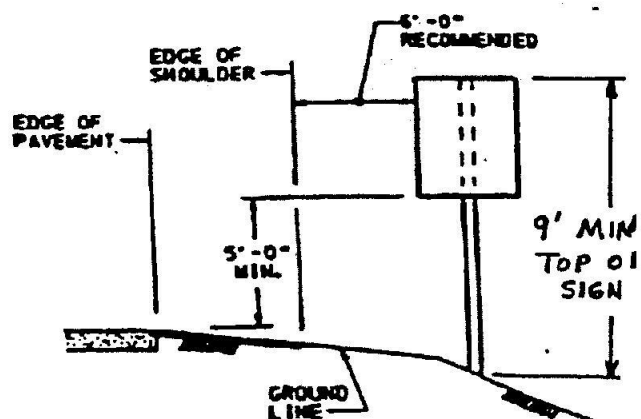 6'-0"
RECOMMENDED
EDGE OF
SHOULDER
EDGE OF
PAVEMENT
5'-0"
MIN.
9' MIN
TOP OF
SIGN
GROUND
LINE